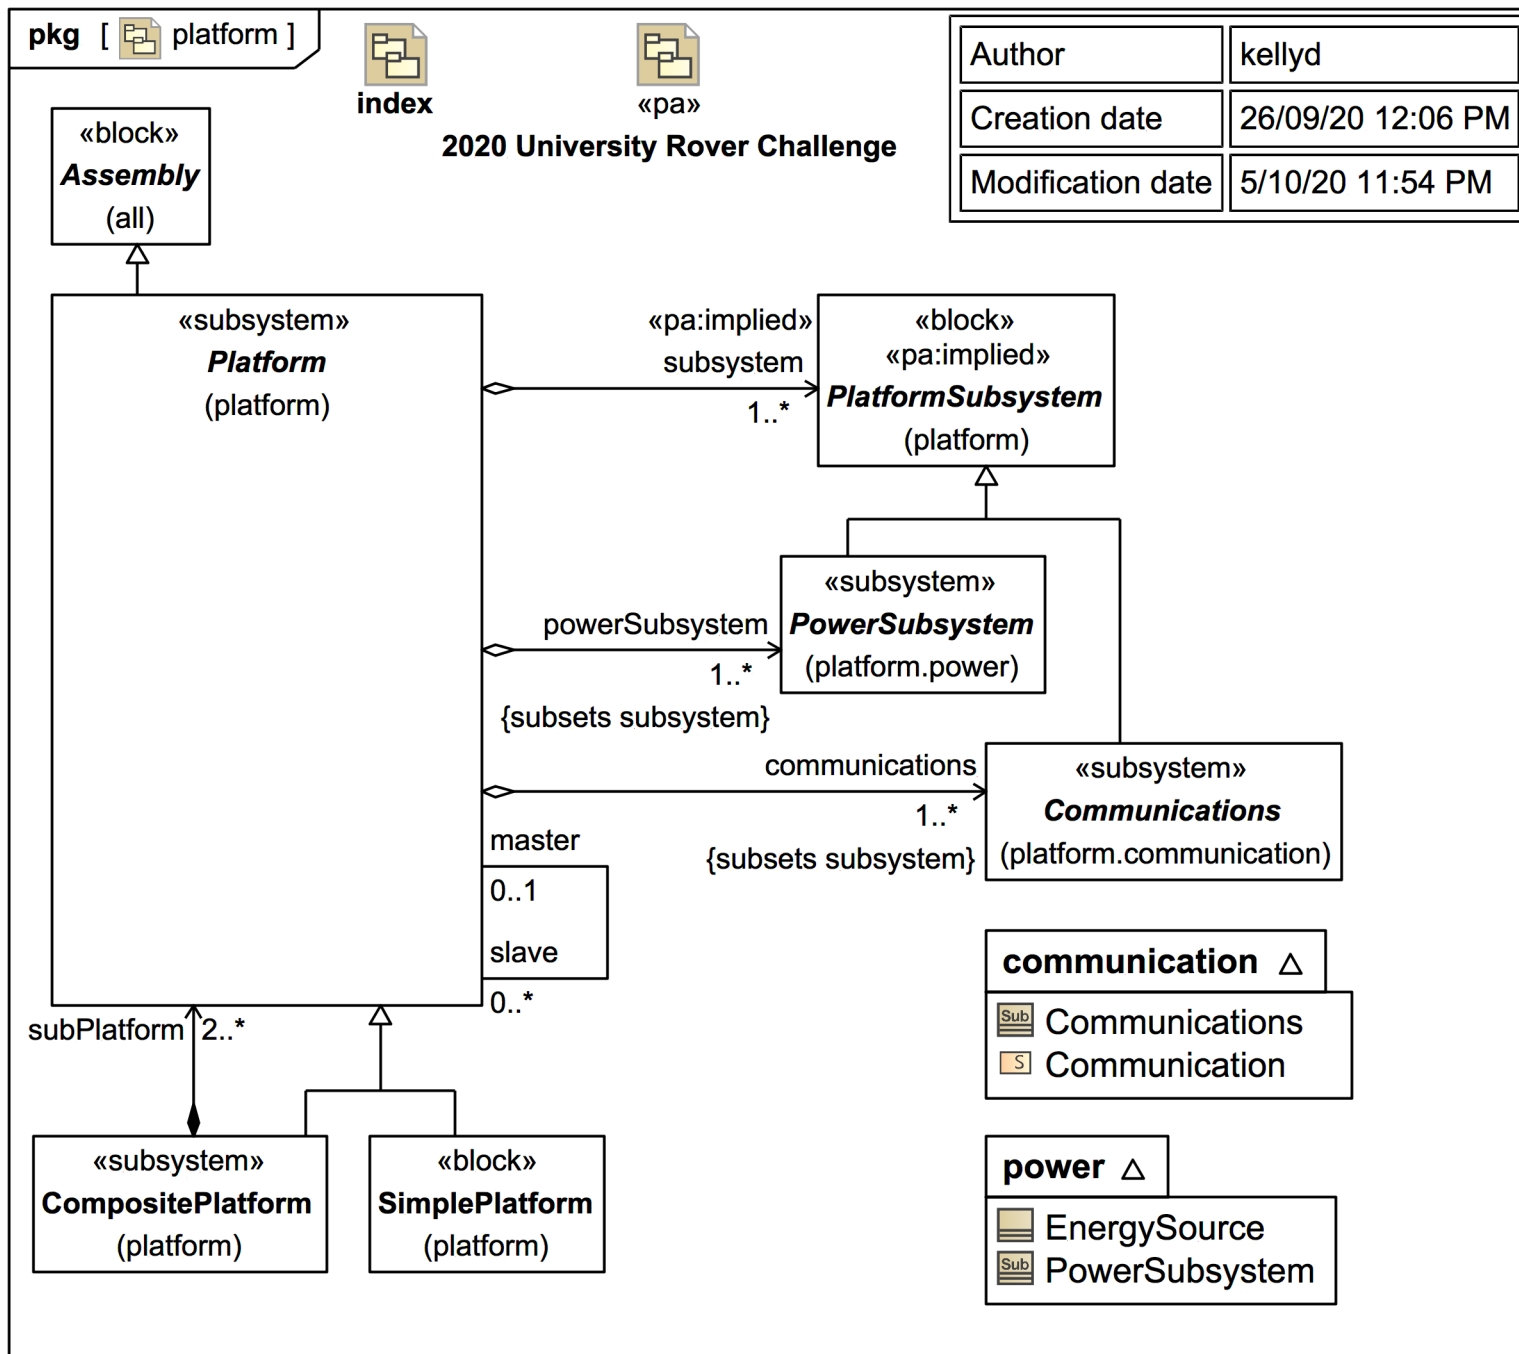 pkg [ platform ]
index
«pa»
2020 University Rover Challenge
Author kellyd
Creation date 26/09/20 12:06 PM
Modification date 5/10/20 11:54 PM
«block»
Assembly
(all)
«subsystem»
Platform
(platform)
«pa:implied»
subsystem
1..*
«block»
«pa:implied»
PlatformSubsystem
(platform)
powerSubsystem
1..*
{subsets subsystem}
«subsystem»
PowerSubsystem
(platform.power)
communications
1..*
{subsets subsystem}
«subsystem»
Communications
(platform.communication)
master
0..1
slave
0..*
subPlatform 2..*
«subsystem»
CompositePlatform
(platform)
«block»
SimplePlatform
(platform)
communication
Sub Communications
S Communication
power
EnergySource
Sub PowerSubsystem